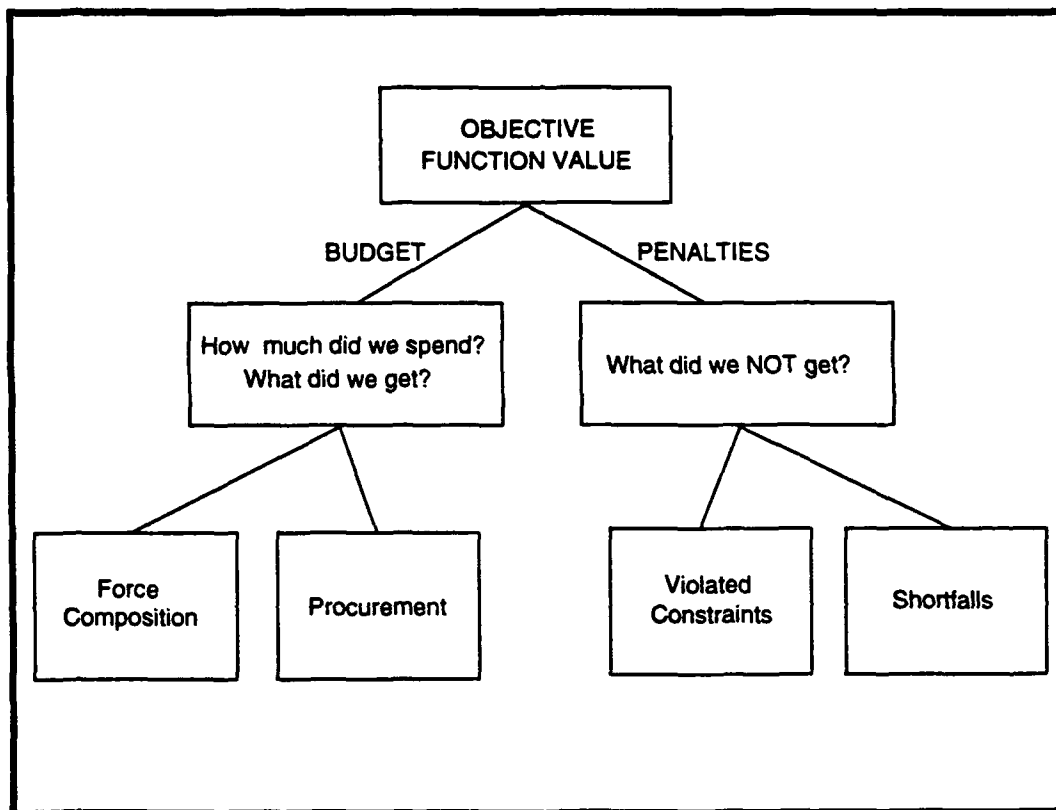 OBJECTIVE
FUNCTION VALUE
BUDGET
PENALTIES
How much did we spend?
What did we get?
What did we NOT get?
Force
Composition
Procurement
Violated
Constraints
Shortfalls